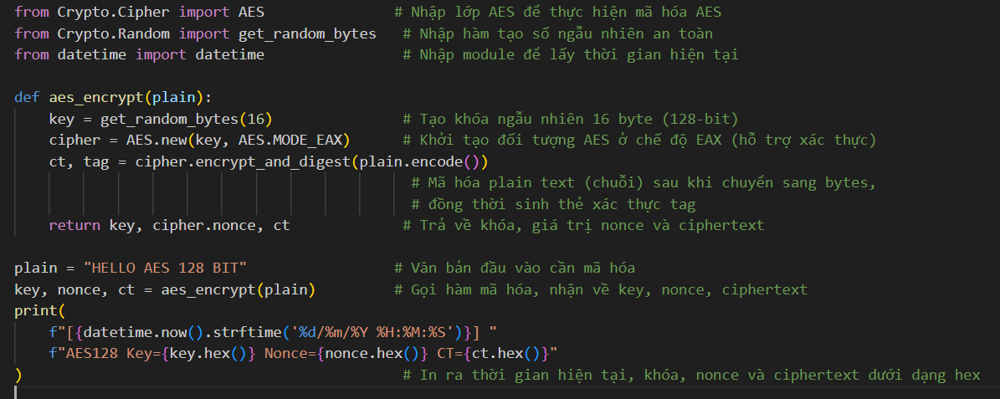 from Crypto.Cipher import AES # Nhập lớp AES để thực hiện mã hóa AES
from Crypto.Random import get_random_bytes # Nhập hàm tạo số ngẫu nhiên an toàn
from datetime import datetime # Nhập module để lấy thời gian hiện tại
def aes_encrypt(plain):
key = get_random_bytes(16) # Tạo khóa ngẫu nhiên 16 byte (128-bit)
cipher = AES.new(key, AES.MODE_EAX) # Khởi tạo đối tượng AES ở chế độ EAX (hỗ trợ xác thực)
ct, tag = cipher.encrypt_and_digest(plain.encode())
# Mã hóa plain text (chuỗi) sau khi chuyển sang bytes,
# đồng thời sinh thẻ xác thực tag
return key, cipher.nonce, ct # Trả về khóa, giá trị nonce và ciphertext
plain = "HELLO AES 128 BIT" # Văn bản đầu vào cần mã hóa
key, nonce, ct = aes_encrypt(plain) # Gọi hàm mã hóa, nhận về key, nonce, ciphertext
print(
f"[{datetime.now().strftime('%d/%m/%Y %H:%M:%S')}] "
f"AES128 Key={key.hex()} Nonce={nonce.hex()} CT={ct.hex()}"
) # In ra thời gian hiện tại, khóa, nonce và ciphertext dưới dạng hex